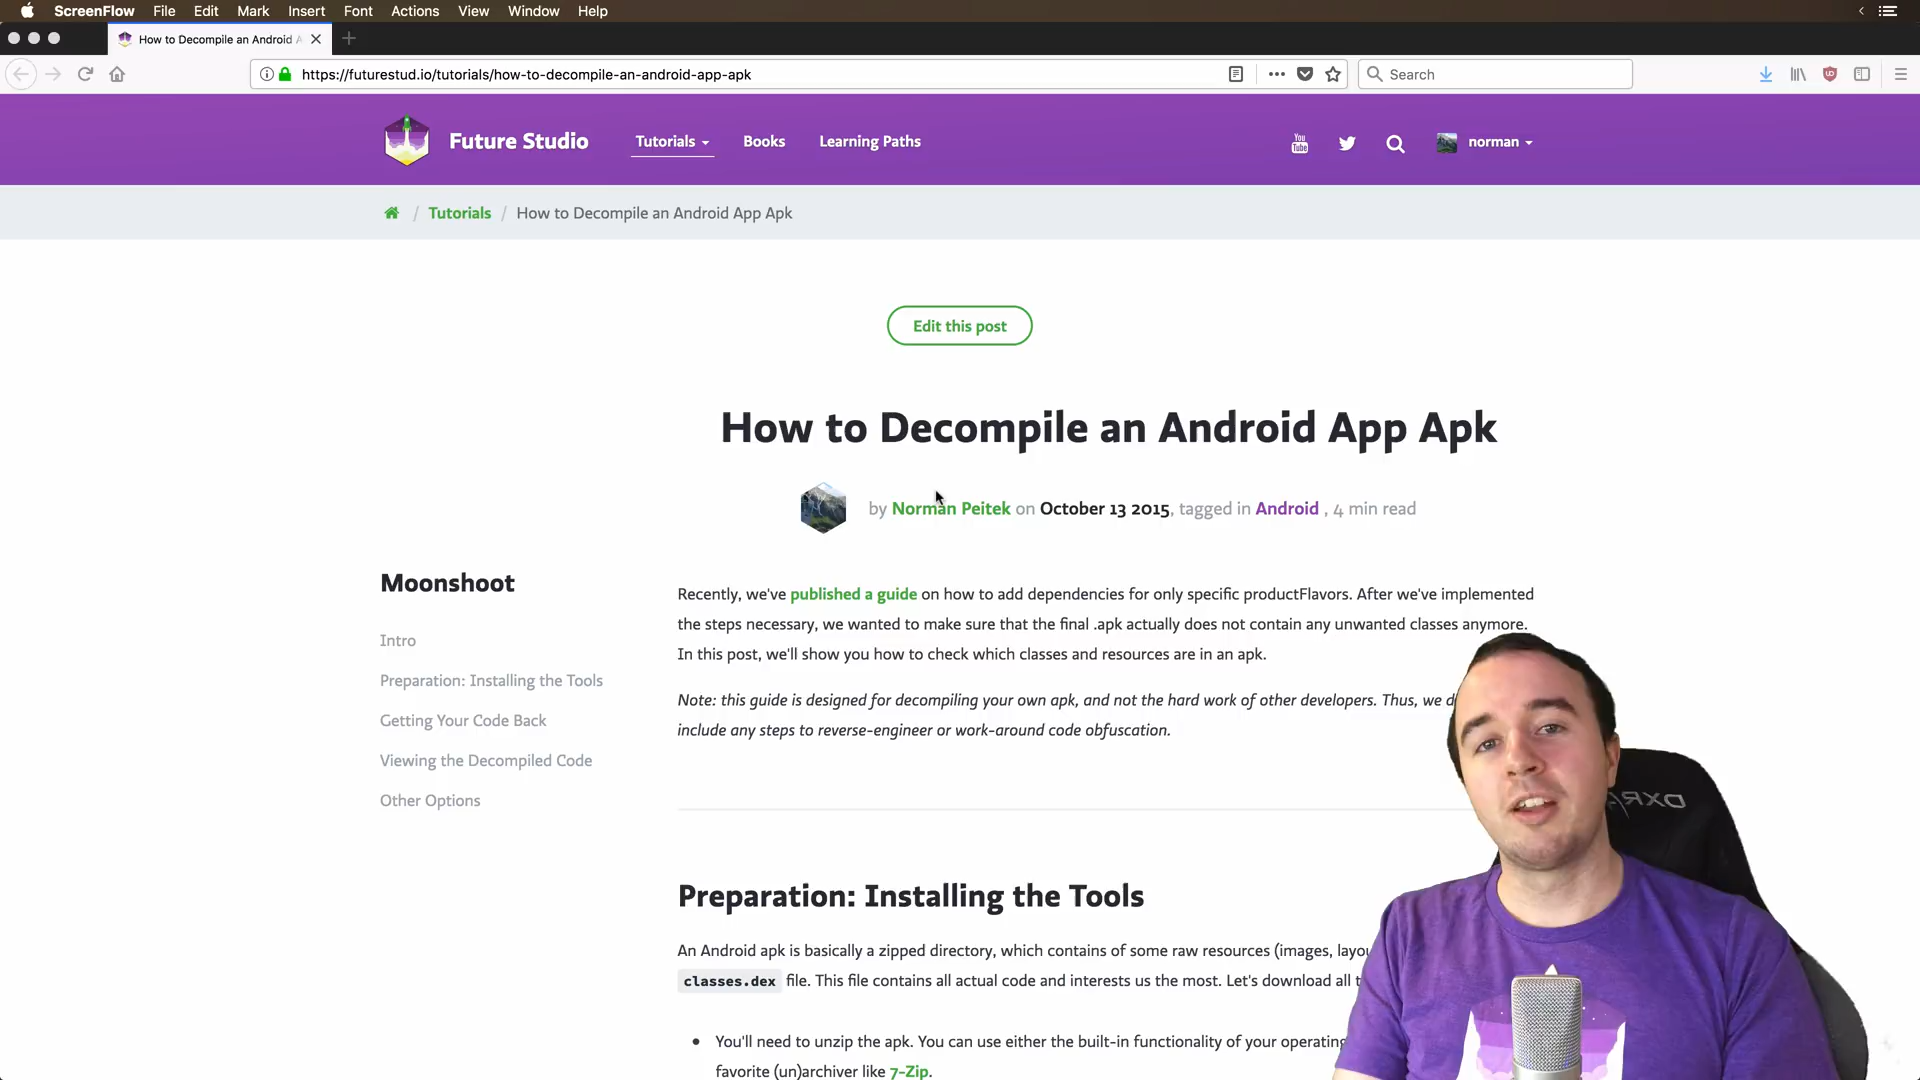 ScreenFlow File Edit Mark Insert Font Actions View Window Help
How to Decompile an Android A
https://futurestud.io/tutorials/how-to-decompile-an-android-app-apk
Search
Future Studio Tutorials Books Learning Paths You Tube norman
/ Tutorials / How to Decompile an Android App Apk
Edit this post
How to Decompile an Android App Apk
by Norman Peitek on October 13 2015, tagged in Android , 4 min read
Moonshoot
Intro
Preparation: Installing the Tools
Getting Your Code Back
Viewing the Decompiled Code
Other Options
Recently, we've published a guide on how to add dependencies for only specific productFlavors. After we've implemented
the steps necessary, we wanted to make sure that the final .apk actually does not contain any unwanted classes anymore.
In this post, we'll show you how to check which classes and resources are in an apk.
Note: this guide is designed for decompiling your own apk, and not the hard work of other developers. Thus, we d
include any steps to reverse-engineer or work-around code obfuscation.
Preparation: Installing the Tools
An Android apk is basically a zipped directory, which contains of some raw resources (images, layou
classes.dex file. This file contains all actual code and interests us the most. Let's download all t
• You'll need to unzip the apk. You can use either the built-in functionality of your operating
favorite (un)archiver like 7-Zip.